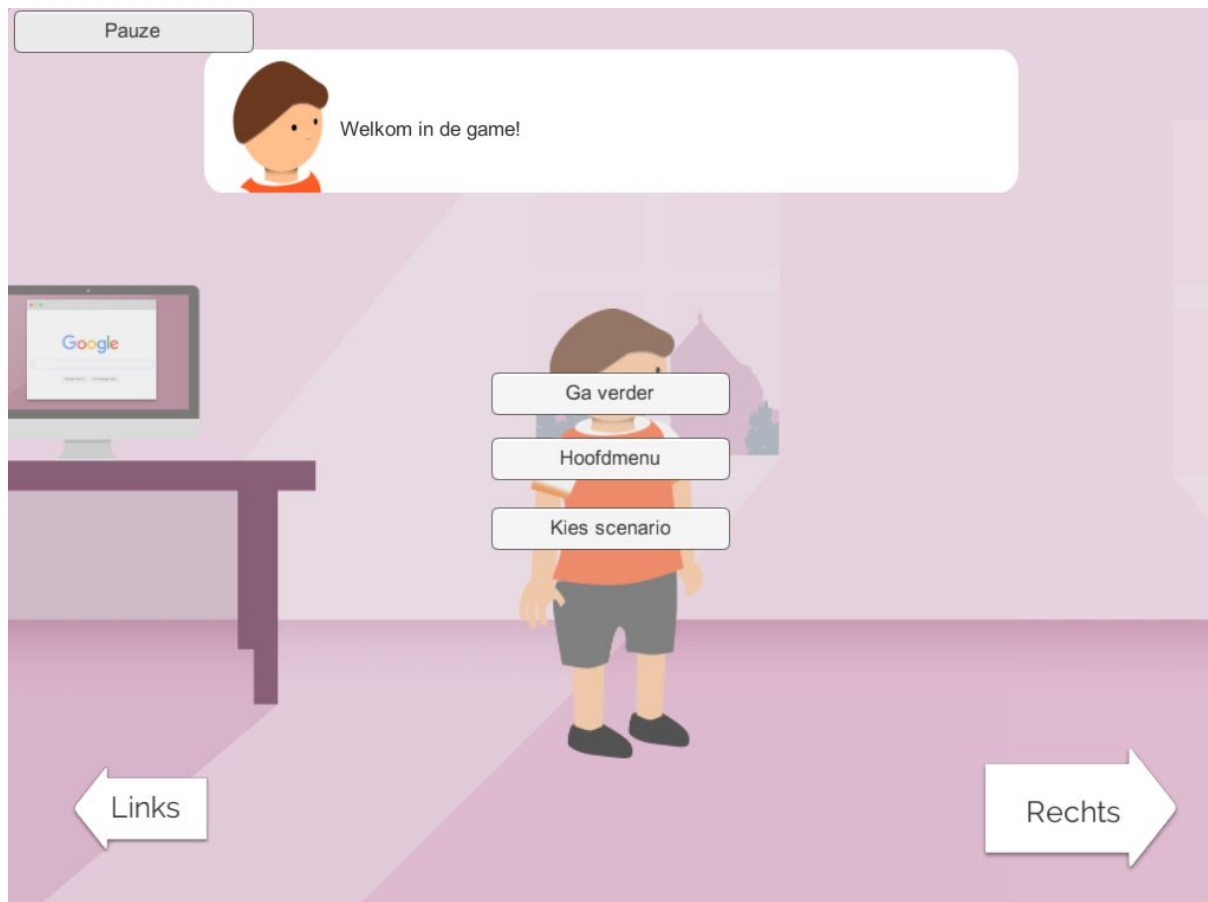 Pauze
Welkom in de game!
Google
Ga verder
Hoofdmenu
Kies scenario
Links
Rechts